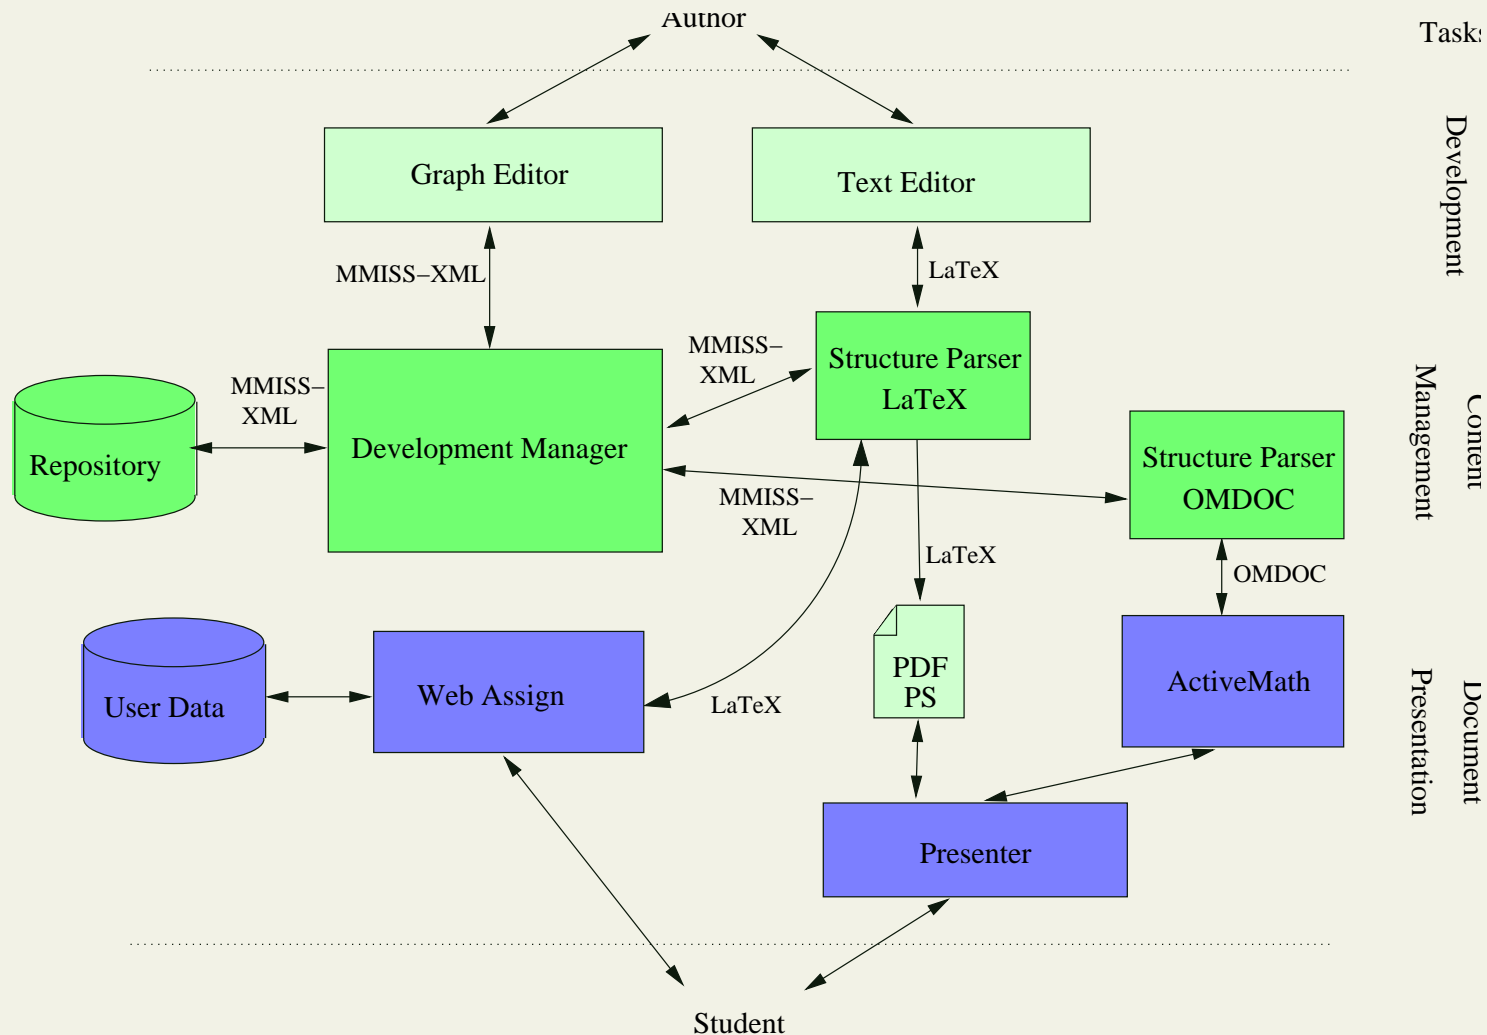 Author
Tasks
Development
Graph Editor
Text Editor
MMISS–XML
LaTeX
MMISS–
XML
Structure Parser
LaTeX
MMISS–
XML
Content
Management
Repository
Development Manager
Structure Parser
OMDOC
MMISS–
XML
LaTeX
OMDOC
User Data
Web Assign
LaTeX
PDF
PS
ActiveMath
Document
Presentation
Presenter
Student